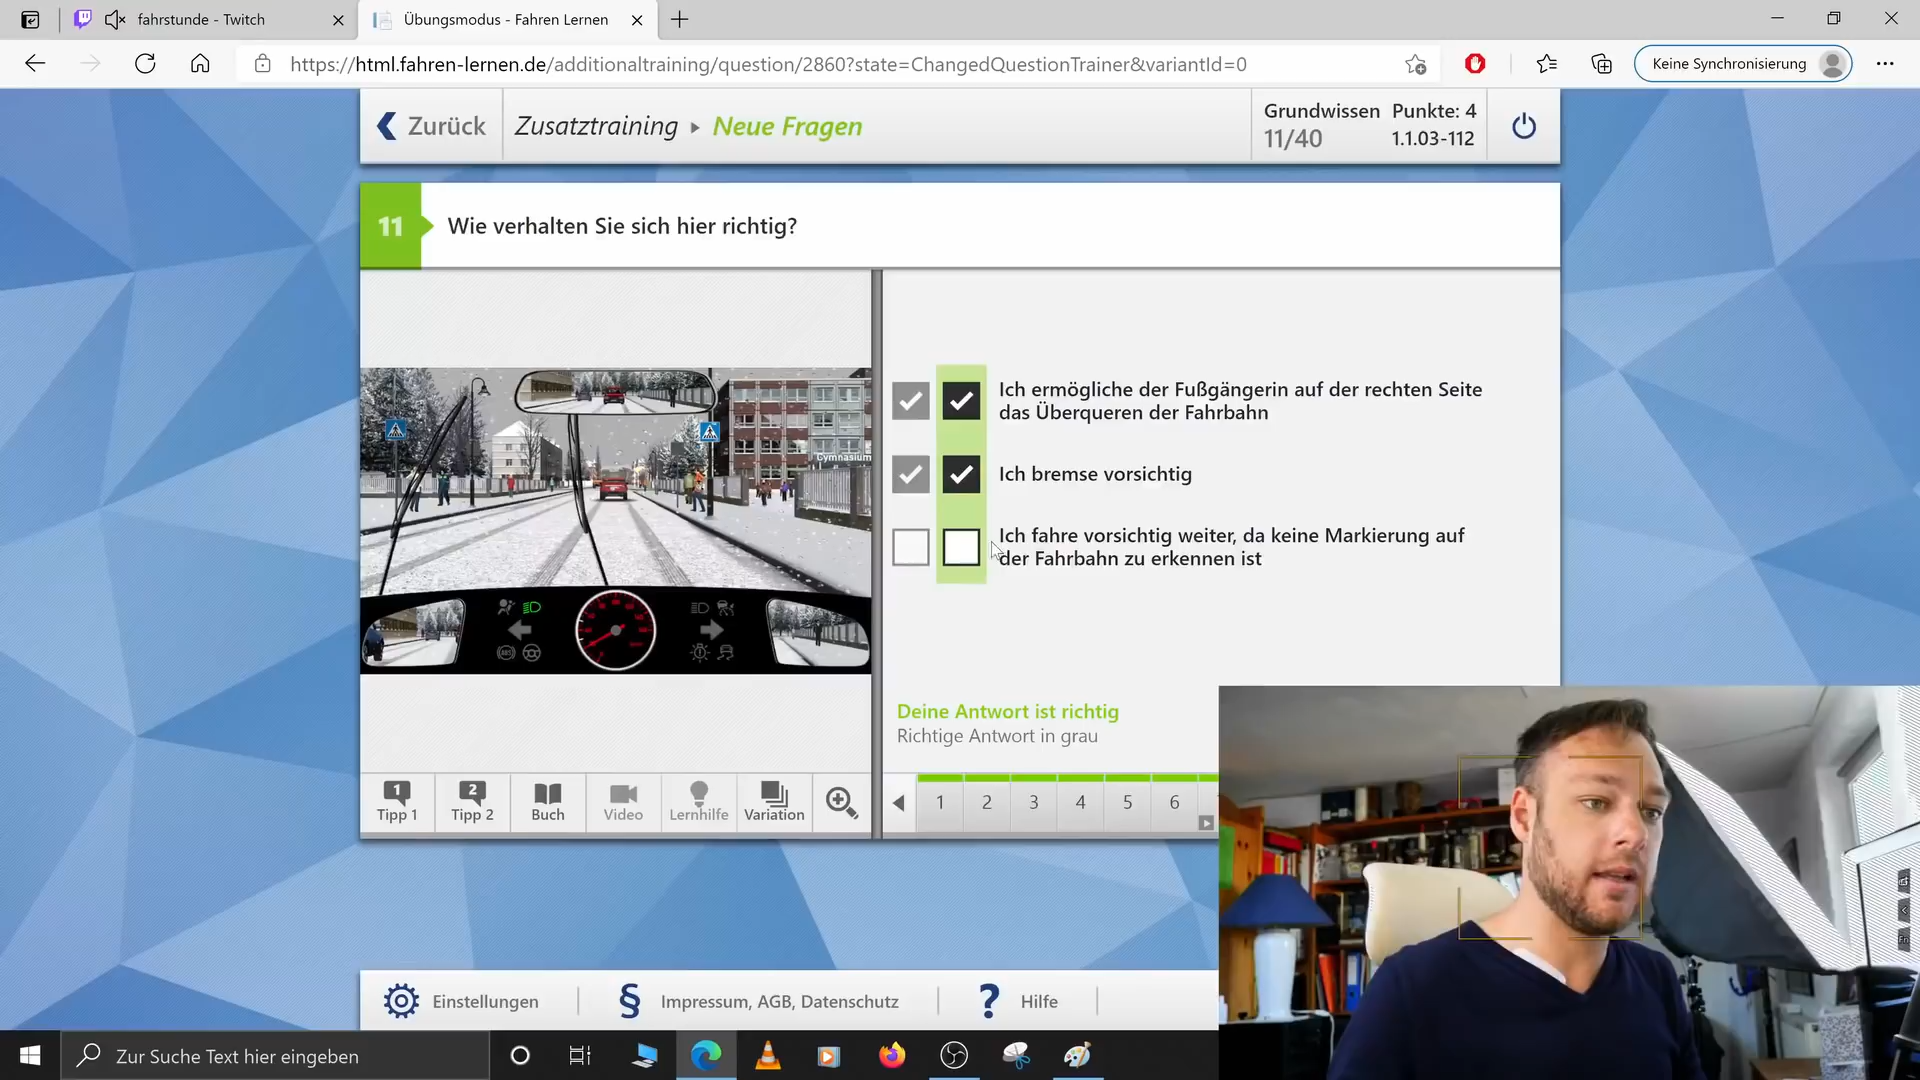 fahrstunde - Twitch
Übungsmodus - Fahren Lernen
https://html.fahren-lernen.de/additionaltraining/question/2860?state=ChangedQuestionTrainer&variantId=0
Keine Synchronisierung
Zurück
Zusatztraining ▸ Neue Fragen
Grundwissen
11/40
Punkte: 4
1.1.03-112
11
Wie verhalten Sie sich hier richtig?
Gymnasium
Ich ermögliche der Fußgängerin auf der rechten Seite
das Überqueren der Fahrbahn
Ich bremse vorsichtig
Ich fahre vorsichtig weiter, da keine Markierung auf
der Fahrbahn zu erkennen ist
Deine Antwort ist richtig
Richtige Antwort in grau
1
Tipp 1
2
Tipp 2
Buch
Video
Lernhilfe
Variation
1 2 3 4 5 6
Einstellungen
§ Impressum, AGB, Datenschutz
? Hilfe
Zur Suche Text hier eingeben